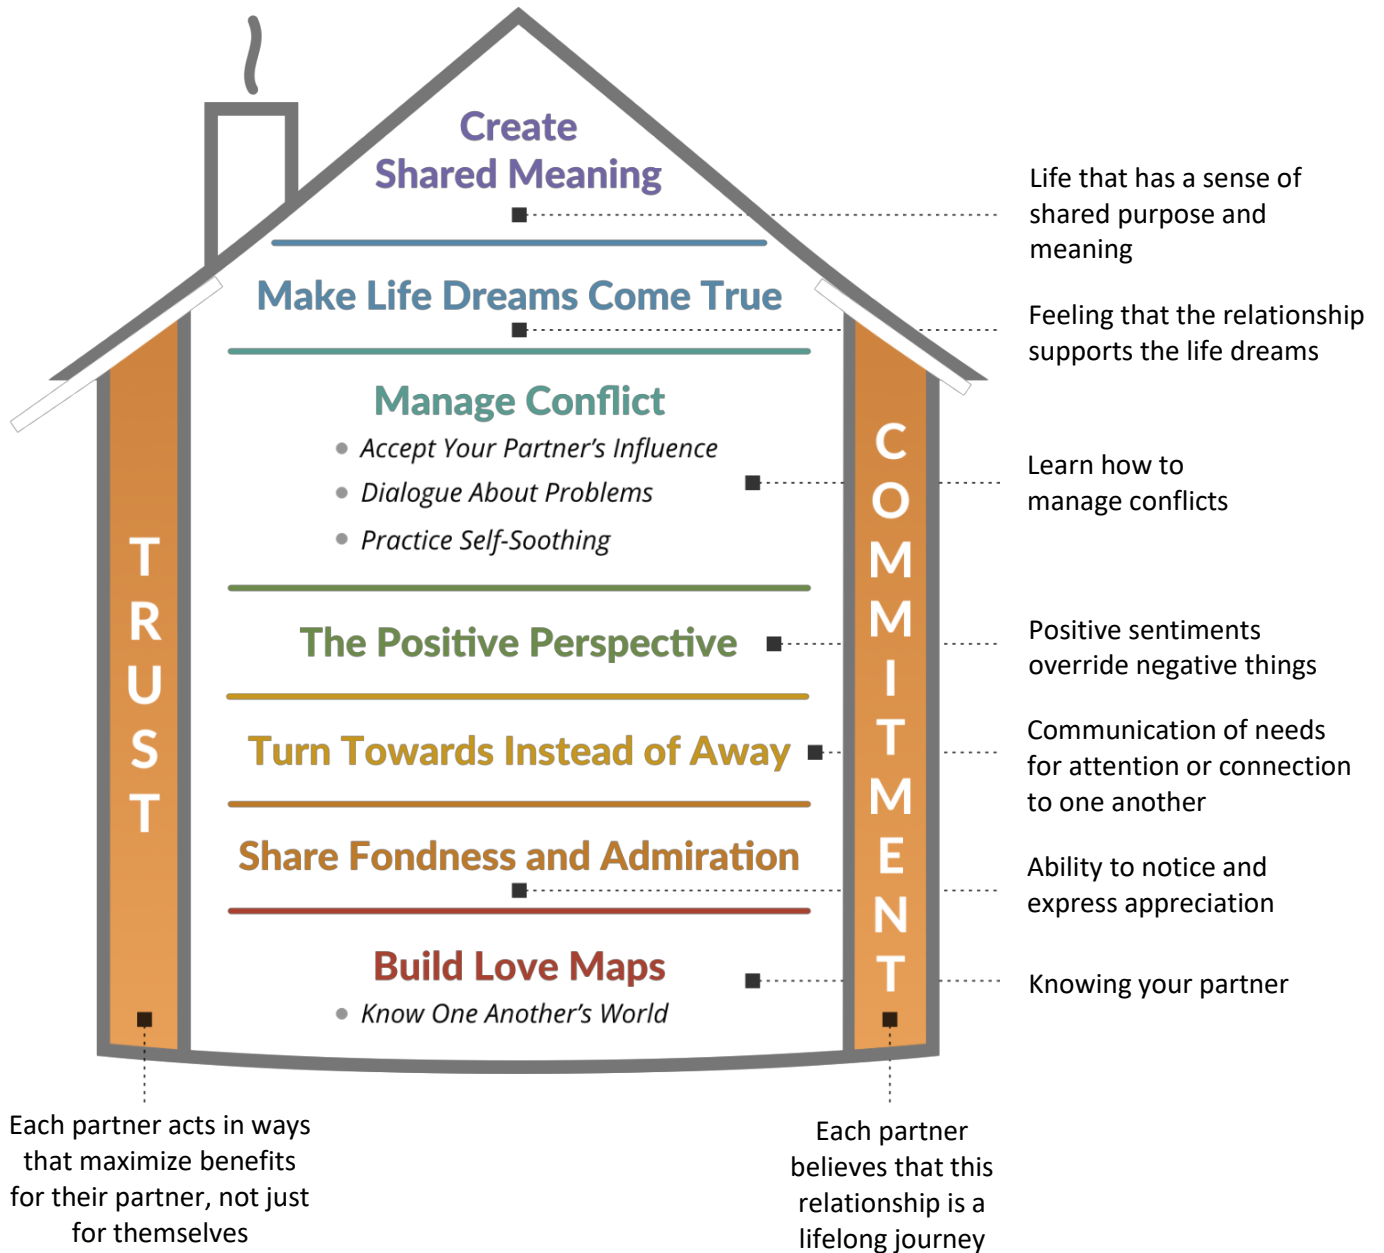 Create
Shared Meaning
Life that has a sense of
shared purpose and
meaning
Make Life Dreams Come True
Feeling that the relationship
supports the life dreams
Manage Conflict
• Accept Your Partner's Influence
• Dialogue About Problems
• Practice Self-Soothing
Learn how to
manage conflicts
The Positive Perspective
Positive sentiments
override negative things
Turn Towards Instead of Away
Communication of needs
for attention or connection
to one another
Share Fondness and Admiration
Ability to notice and
express appreciation
Build Love Maps
• Know One Another's World
Knowing your partner
TRUST
COMMITMENT
Each partner acts in ways
that maximize benefits
for their partner, not just
for themselves
Each partner
believes that this
relationship is a
lifelong journey